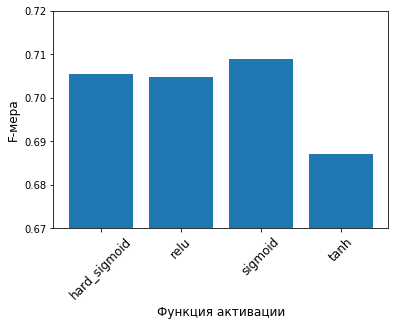 0.72
0.71
0.70
0.69
0.68
0.67
F-мера
hard_sigmoid
relu
sigmoid
tanh
Функция активации